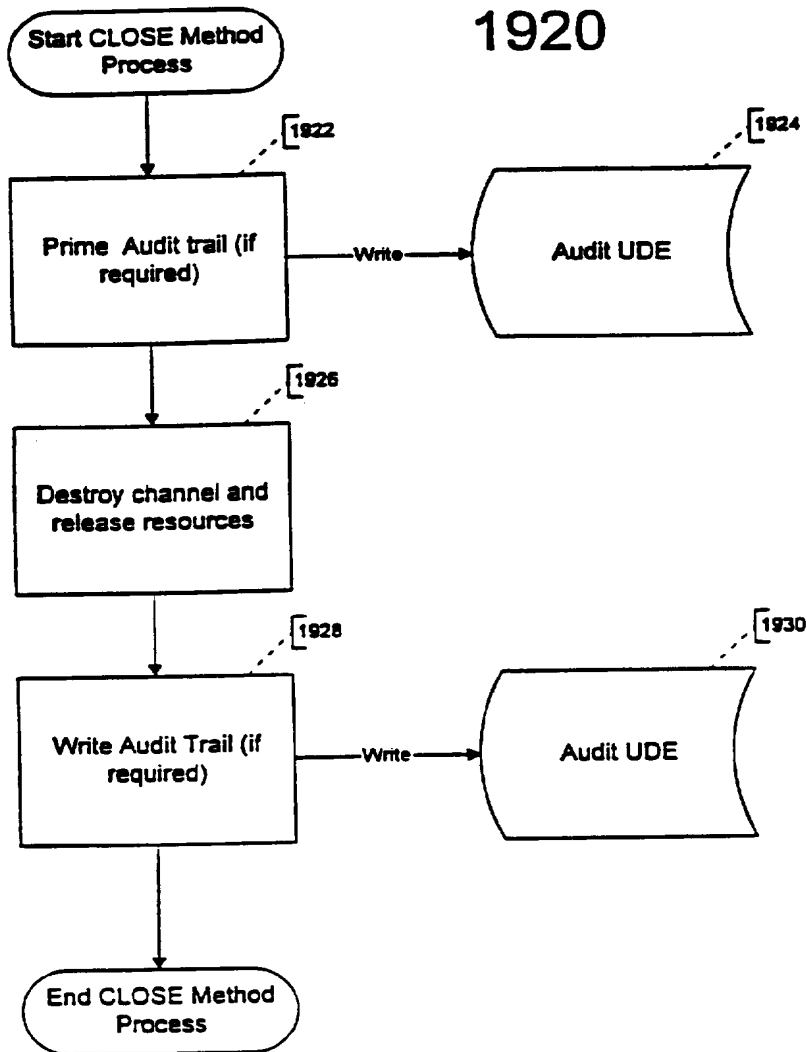 1920
Start CLOSE Method
Process
1922
1924
Prime Audit trail (if
required)
Write
Audit UDE
1926
Destroy channel and
release resources
1928
1930
Write Audit Trail (if
required)
Write
Audit UDE
End CLOSE Method
Process